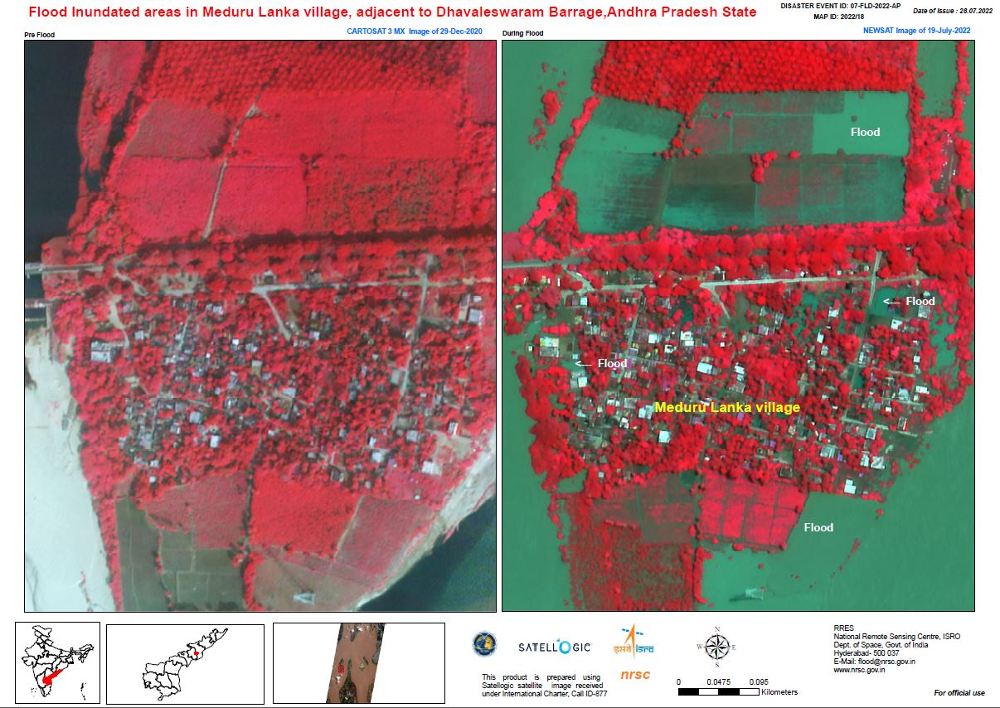 Flood Inundated areas in Meduru Lanka village, adjacent to Dhavaleswaram Barrage,Andhra Pradesh State
DISASTER EVENT ID: 07-FLD-2022-AP
MAP ID: 2022/18
Date of Issue : 28.07.2022
Pre Flood
CARTOSAT 3 MX Image of 29-Dec-2020
During Flood
NEWSAT Image of 19-July-2022
Flood
<--- Flood
<--- Flood
Meduru Lanka village
Flood
SATELLOGIC
इसरो isro
nrsc
This product is prepared using
Satellogic satellite image received
under International Charter, Call ID-877
N
W E
S
0 0.0475 0.095
Kilometers
RRES
National Remote Sensing Centre, ISRO
Dept. of Space, Govt. of India
Hyderabad- 500 037
E-Mail: flood@nrsc.gov.in
www.nrsc.gov.in
For official use